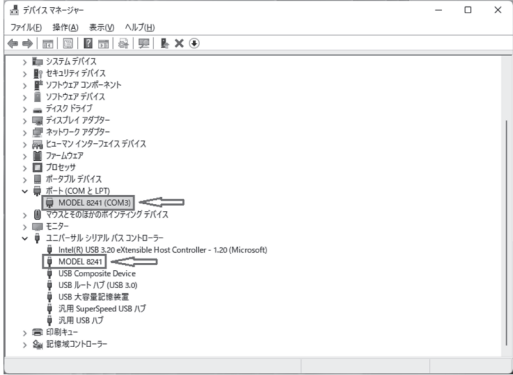 デバイス マネージャー
ファイル(F) 操作(A) 表示(V) ヘルプ(H)
システム デバイス
セキュリティ デバイス
ソフトウェア コンポーネント
ソフトウェア デバイス
ディスク ドライブ
ディスプレイ アダプター
ネットワーク アダプター
ヒューマン インターフェイス デバイス
ファームウェア
プロセッサ
ポータブル デバイス
ポート (COM と LPT)
MODEL 8241 (COM3)
マウスとそのほかのポインティング デバイス
モニター
ユニバーサル シリアル バス コントローラー
Intel(R) USB 3.20 eXtensible Host Controller - 1.20 (Microsoft)
MODEL 8241
USB Composite Device
USB ルート ハブ (USB 3.0)
USB 大容量記憶装置
汎用 SuperSpeed USB ハブ
汎用 USB ハブ
印刷キュー
記憶域コントローラー